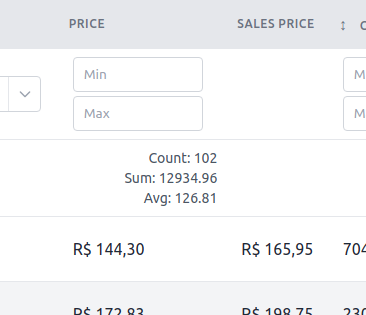 PRICE SALES PRICE ↕
Min
Max
Count: 102
Sum: 12934.96
Avg: 126.81
R$ 144,30 R$ 165,95 704
R$ 172,83 R$ 198,75 230